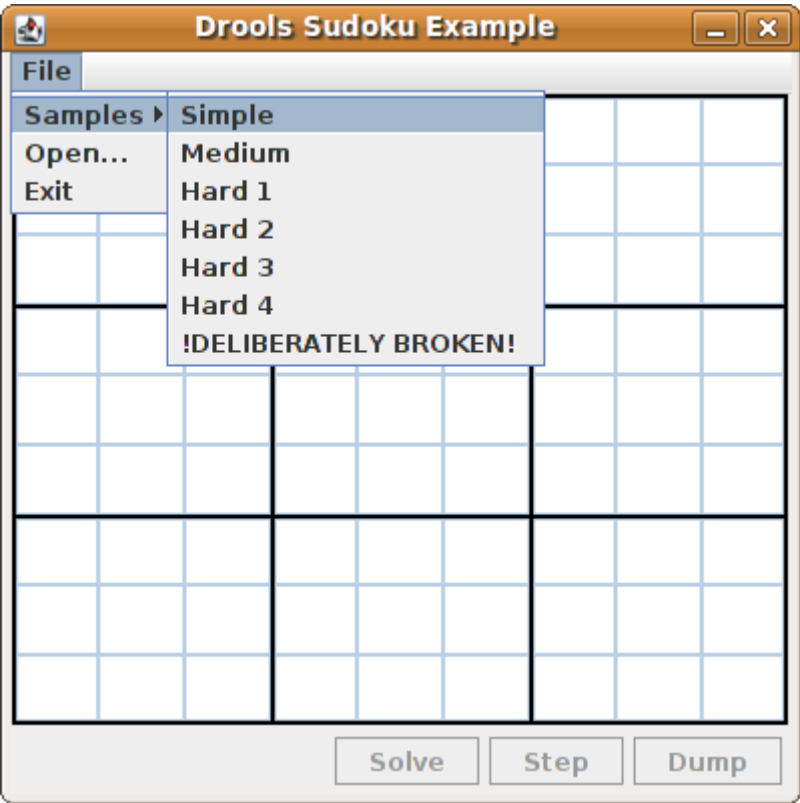 Drools Sudoku Example
File
Samples
Open...
Exit
Simple
Medium
Hard 1
Hard 2
Hard 3
Hard 4
!DELIBERATELY BROKEN!
Solve
Step
Dump